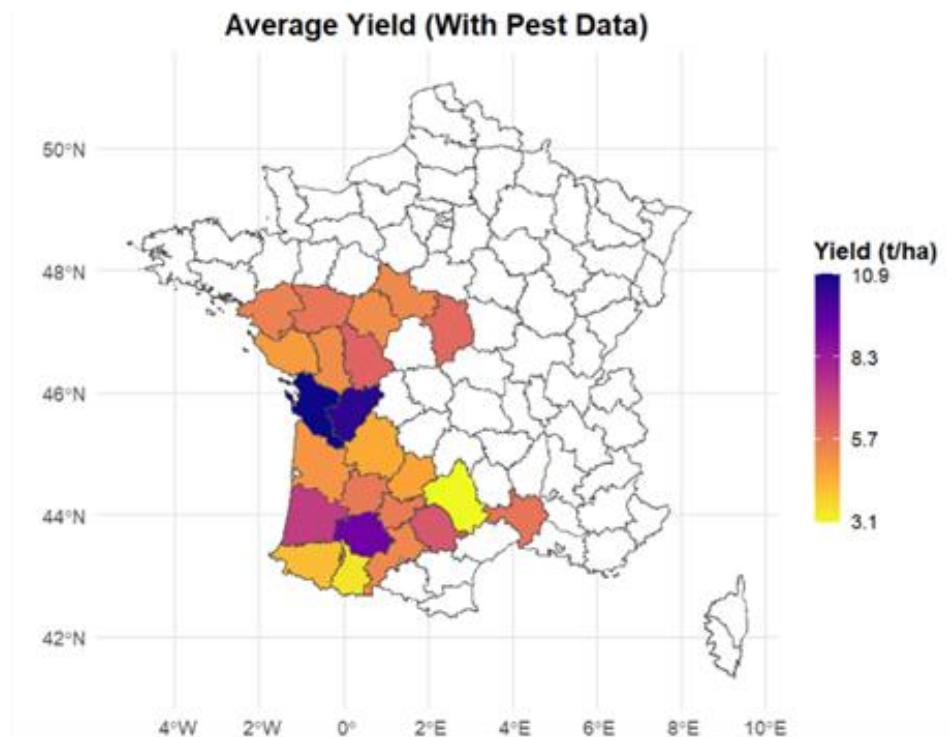 Average Yield (With Pest Data)
50°N
48°N
46°N
44°N
42°N
4°W 2°W 0° 2°E 4°E 6°E 8°E 10°E
Yield (t/ha)
10.9
8.3
5.7
3.1